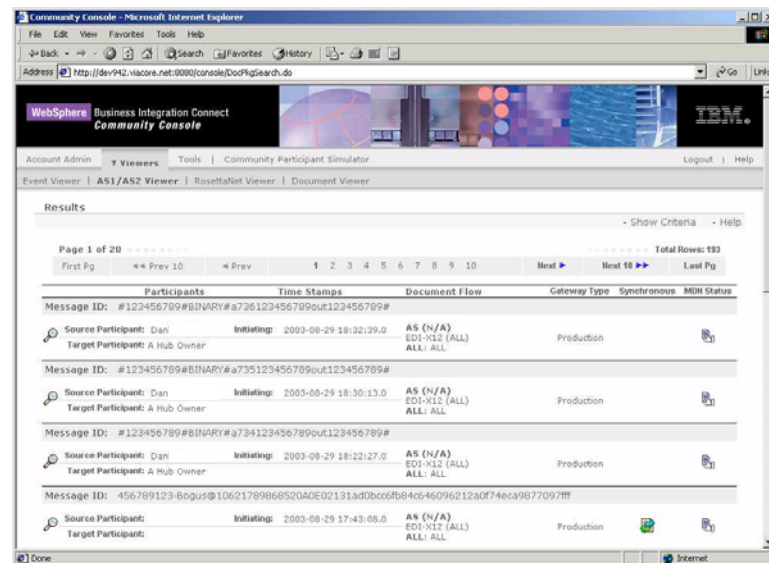 Community Console - Microsoft Internet Explorer
File Edit View Favorites Tools Help
Back Search Favorites History
Address http://dev942.viacore.net:8080/console/DocPkgSearch.do Go Links
WebSphere Business Integration Connect
Community Console
IBM.
Account Admin Viewers Tools | Community Participant Simulator Logout | Help
Event Viewer | AS1/AS2 Viewer | RosettaNet Viewer | Document Viewer
Results
- Show Criteria - Help
Page 1 of 20 Total Rows: 193
First Pg Prev 10 Prev 1 2 3 4 5 6 7 8 9 10 Next Next 10 Last Pg
Participants Time Stamps Document Flow Gateway Type Synchronous MDN Status
Message ID: #123456789#BINARY#a736123456789out123456789#
Source Participant: Dan Initiating: 2003-08-29 18:32:39.0 AS (N/A)
EDI-X12 (ALL) Production
Target Participant: A Hub Owner ALL: ALL
Message ID: #123456789#BINARY#a735123456789out123456789#
Source Participant: Dan Initiating: 2003-08-29 18:30:13.0 AS (N/A)
EDI-X12 (ALL) Production
Target Participant: A Hub Owner ALL: ALL
Message ID: #123456789#BINARY#a734123456789out123456789#
Source Participant: Dan Initiating: 2003-08-29 18:22:27.0 AS (N/A)
EDI-X12 (ALL) Production
Target Participant: A Hub Owner ALL: ALL
Message ID:
Source Participant: Initiating: 2003-08-29 17:43:08.0 AS (N/A)
EDI-X12 (ALL) Production
Target Participant: ALL: ALL
Done Internet